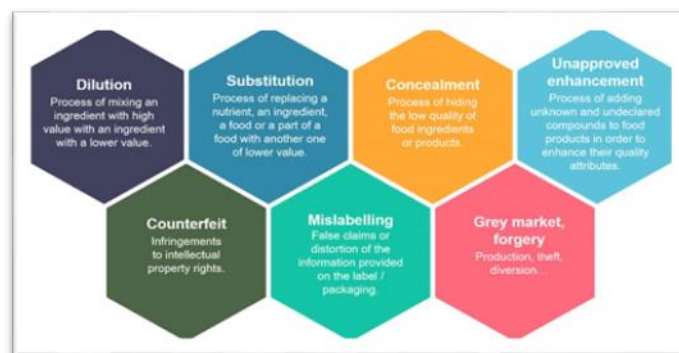 Dilution
Process of mixing an
ingredient with high
value with an ingredient
with a lower value.
Substitution
Process of replacing a
nutrient, an ingredient,
a food or a part of a
food with another one
of lower value.
Concealment
Process of hiding
the low quality of
food ingredients
or products.
Unapproved
enhancement
Process of adding
unknown and undeclared
compounds to food
products in order to
enhance their quality
attributes.
Counterfeit
Infringements
to intellectual
property rights.
Mislabelling
False claims or
distortion of the
information provided
on the label /
packaging.
Grey market,
forgery
Production, theft,
diversion...